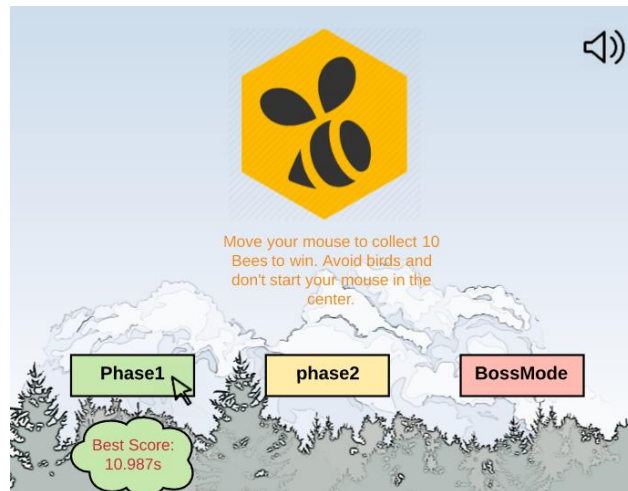 Move your mouse to collect 10
Bees to win. Avoid birds and
don't start your mouse in the
center.
Phase1
phase2
BossMode
Best Score:
10.987s